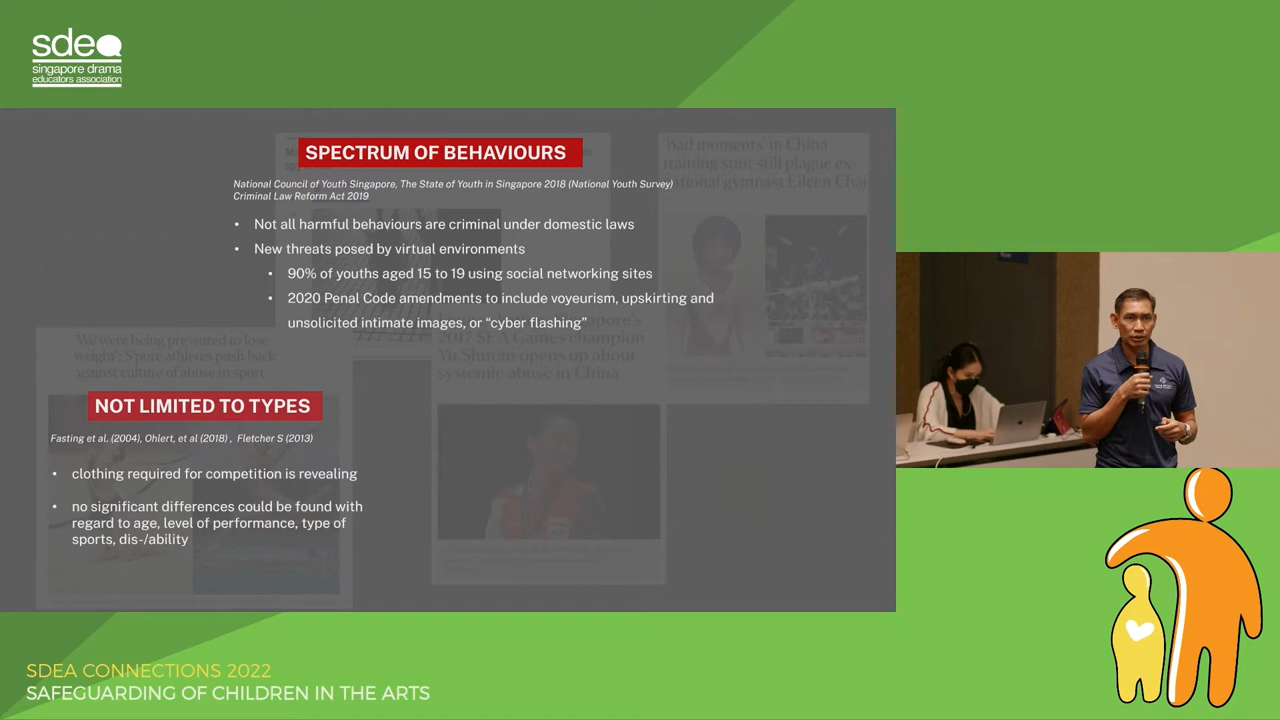 sdea
singapore drama
educators association
SPECTRUM OF BEHAVIOURS
National Council of Youth Singapore, The State of Youth in Singapore 2018 (National Youth Survey)
Criminal Law Reform Act 2019
• Not all harmful behaviours are criminal under domestic laws
• New threats posed by virtual environments
• 90% of youths aged 15 to 19 using social networking sites
• 2020 Penal Code amendments to include voyeurism, upskirting and
unsolicited intimate images, or “cyber flashing”
'Bad moments' in China
training stint still plague ex-
national gymnast Eileen Chai
'We were being pressured to lose
weight': S'pore athletes push back
against culture of abuse in sport
2017 SEA Games champion
Yu Shuran opens up about
systemic abuse in China
NOT LIMITED TO TYPES
Fasting et al. (2004), Ohlert, et al (2018) , Fletcher S (2013)
• clothing required for competition is revealing
• no significant differences could be found with
regard to age, level of performance, type of
sports, dis-/ability
SDEA CONNECTIONS 2022
SAFEGUARDING OF CHILDREN IN THE ARTS